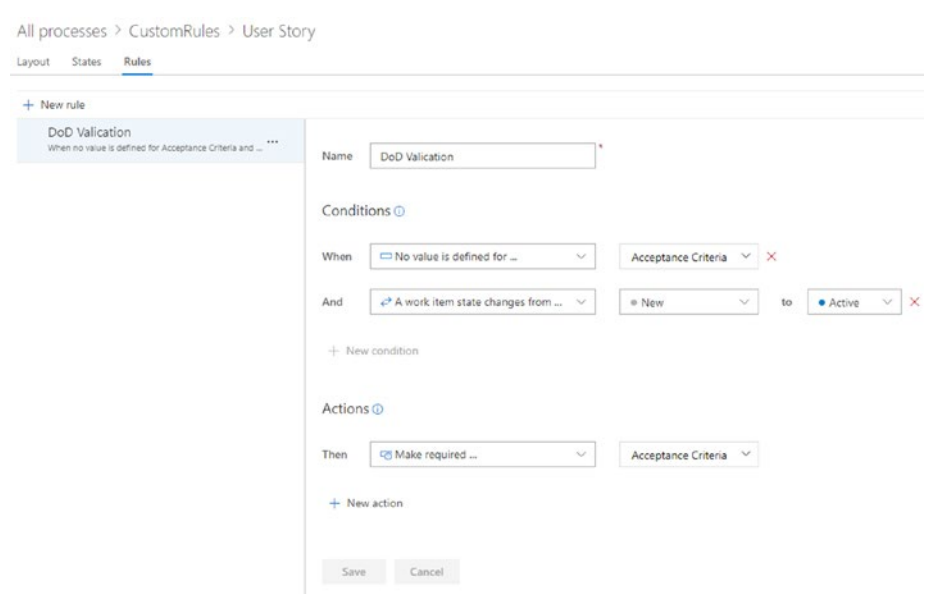 All processes > CustomRules > User Story
Layout States Rules
+ New rule
DoD Valication
When no value is defined for Acceptance Criteria and ... ...
Name DoD Valication *
Conditions
When No value is defined for ... Acceptance Criteria
And A work item state changes from ... New to Active
+ New condition
Actions
Then Make required ... Acceptance Criteria
+ New action
Save Cancel